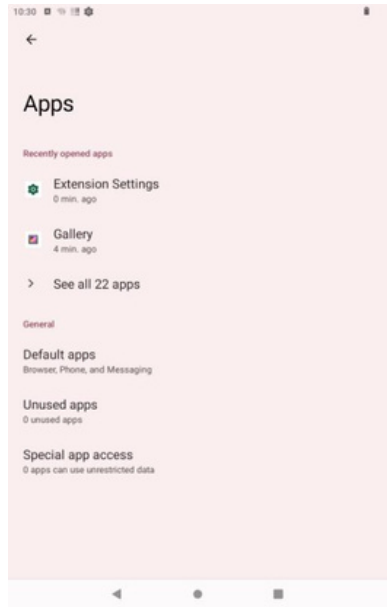 10:30
Apps
Recently opened apps
Extension Settings
0 min. ago
Gallery
4 min. ago
See all 22 apps
General
Default apps
Browser, Phone, and Messaging
Unused apps
0 unused apps
Special app access
0 apps can use unrestricted data